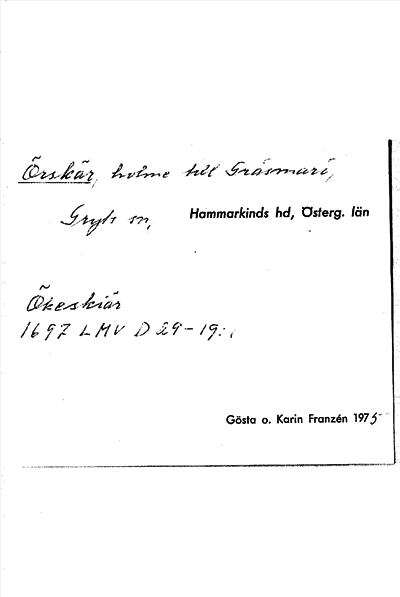 Örskär, holme till Gräsmarö,
Gryts sn, Hammarkinds hd, Österg. län
Ökeskiär
1697 LMV D 29-19:1
Gösta o. Karin Franzén 1975